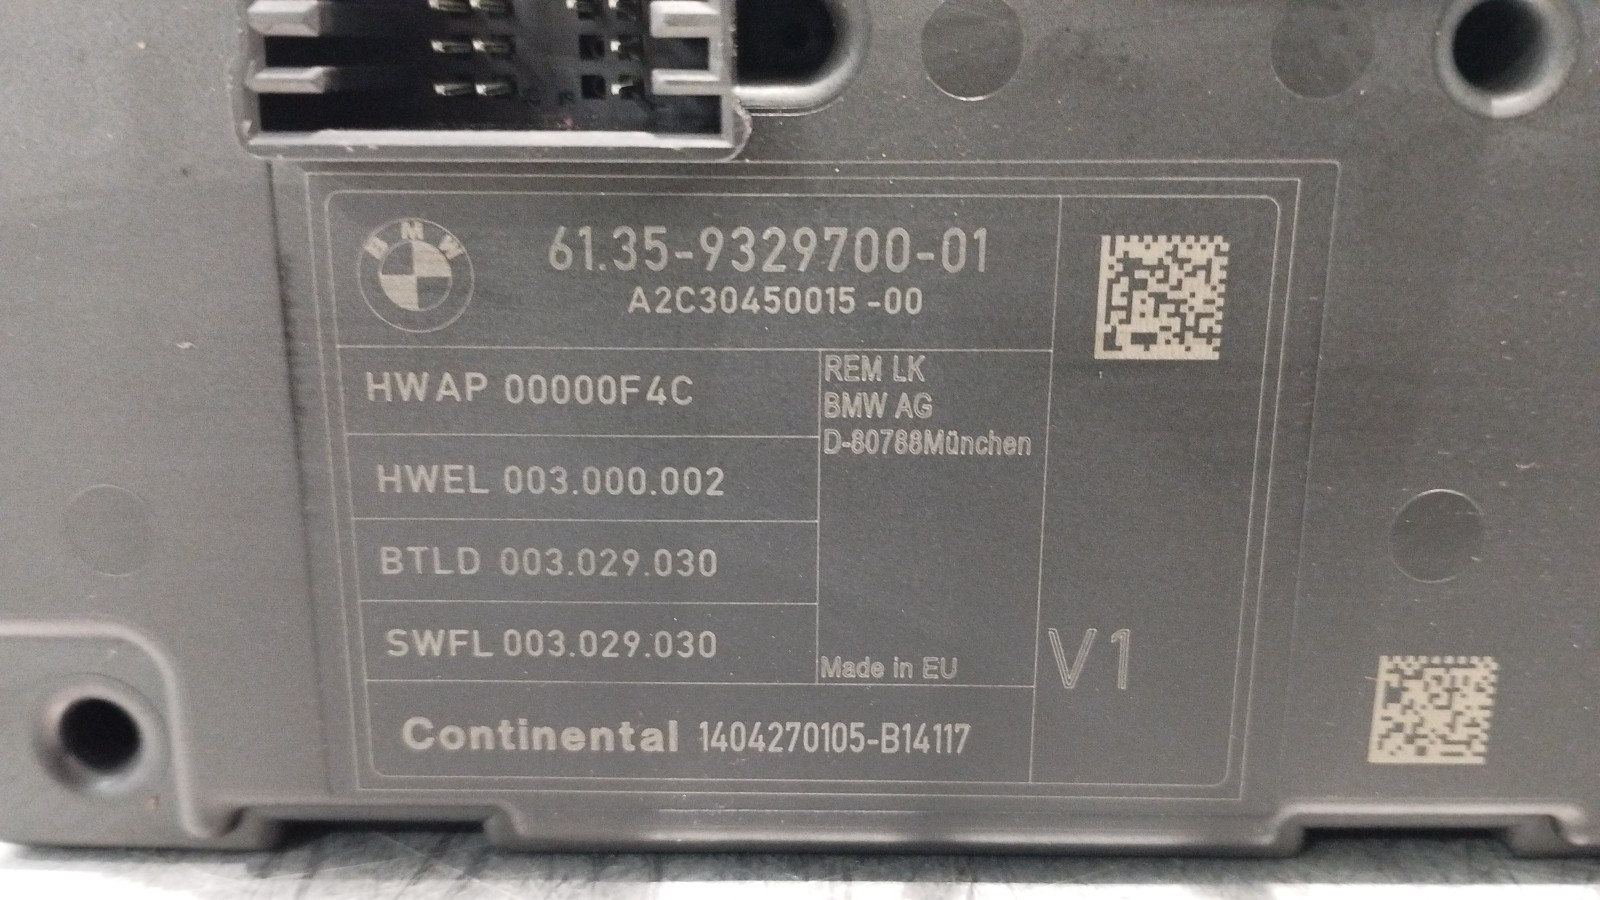 BMW
61.35-9329700-01
A2C30450015-00
HWAP 00000F4C
REM LK
BMW AG
D-80788München
HWEL 003.000.002
BTLD 003.029.030
SWFL 003.029.030
Made in EU
V1
Continental 1404270105-B14117